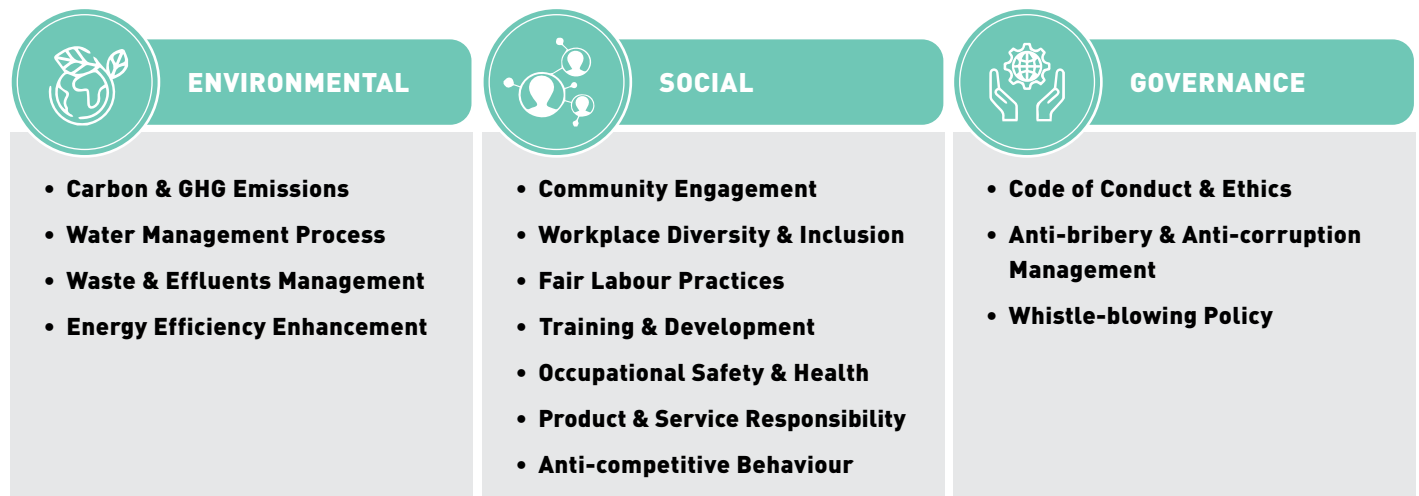 ENVIRONMENTAL
• Carbon & GHG Emissions
• Water Management Process
• Waste & Effluents Management
• Energy Efficiency Enhancement
SOCIAL
• Community Engagement
• Workplace Diversity & Inclusion
• Fair Labour Practices
• Training & Development
• Occupational Safety & Health
• Product & Service Responsibility
• Anti-competitive Behaviour
GOVERNANCE
• Code of Conduct & Ethics
• Anti-bribery & Anti-corruption
Management
• Whistle-blowing Policy